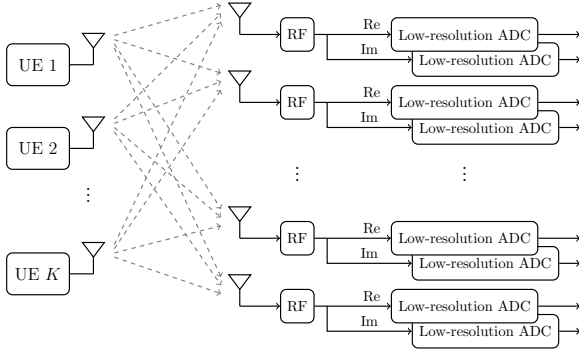 Re
RF
Low-resolution ADC
UE 1
Im
Low-resolution ADC
Re
RF
Low-resolution ADC
Im
Low-resolution ADC
UE 2
⋮
⋮
⋮
⋮
Re
RF
Low-resolution ADC
UE K
Im
Low-resolution ADC
Re
RF
Low-resolution ADC
Im
Low-resolution ADC